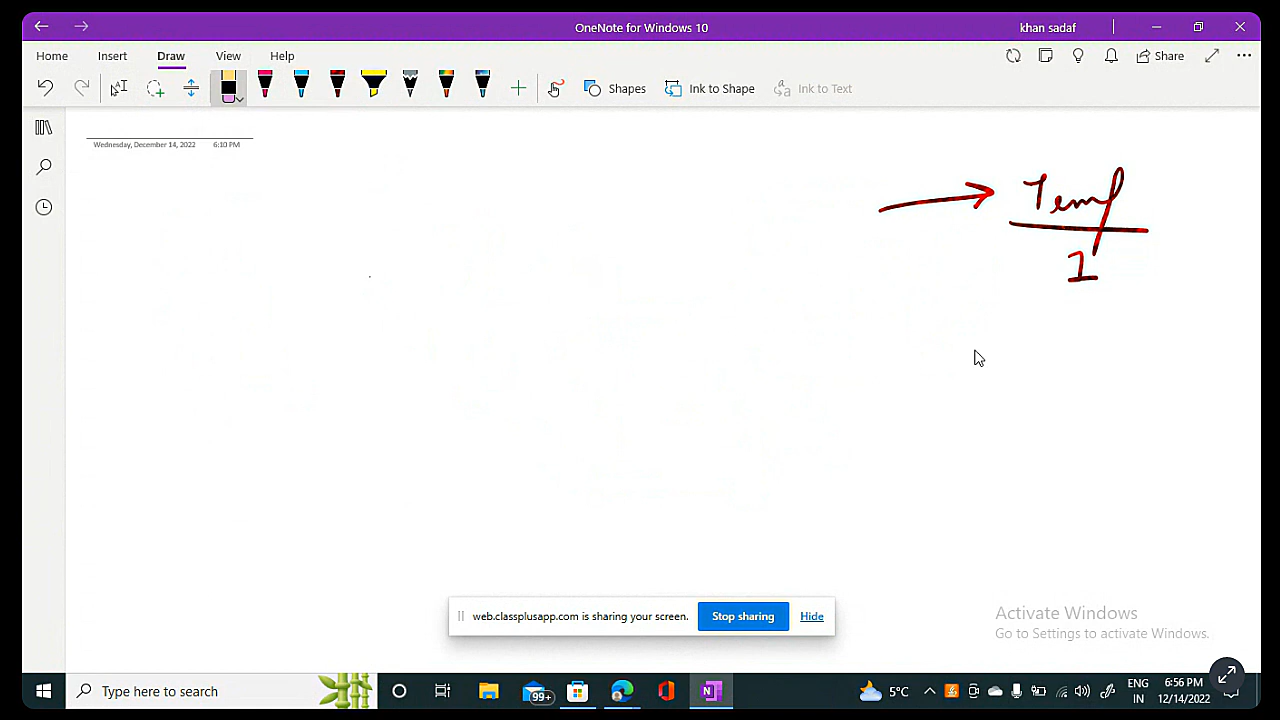 OneNote for Windows 10
khan sadaf
Home Insert Draw View Help
Share
Shapes
Ink to Shape
Ink to Text
Wednesday, December 14, 2022 6:10 PM
Temp
1
web.classplusapp.com is sharing your screen.
Stop sharing
Hide
Activate Windows
Go to Settings to activate Windows.
Type here to search
99+
5°C
ENG
IN
6:56 PM
12/14/2022